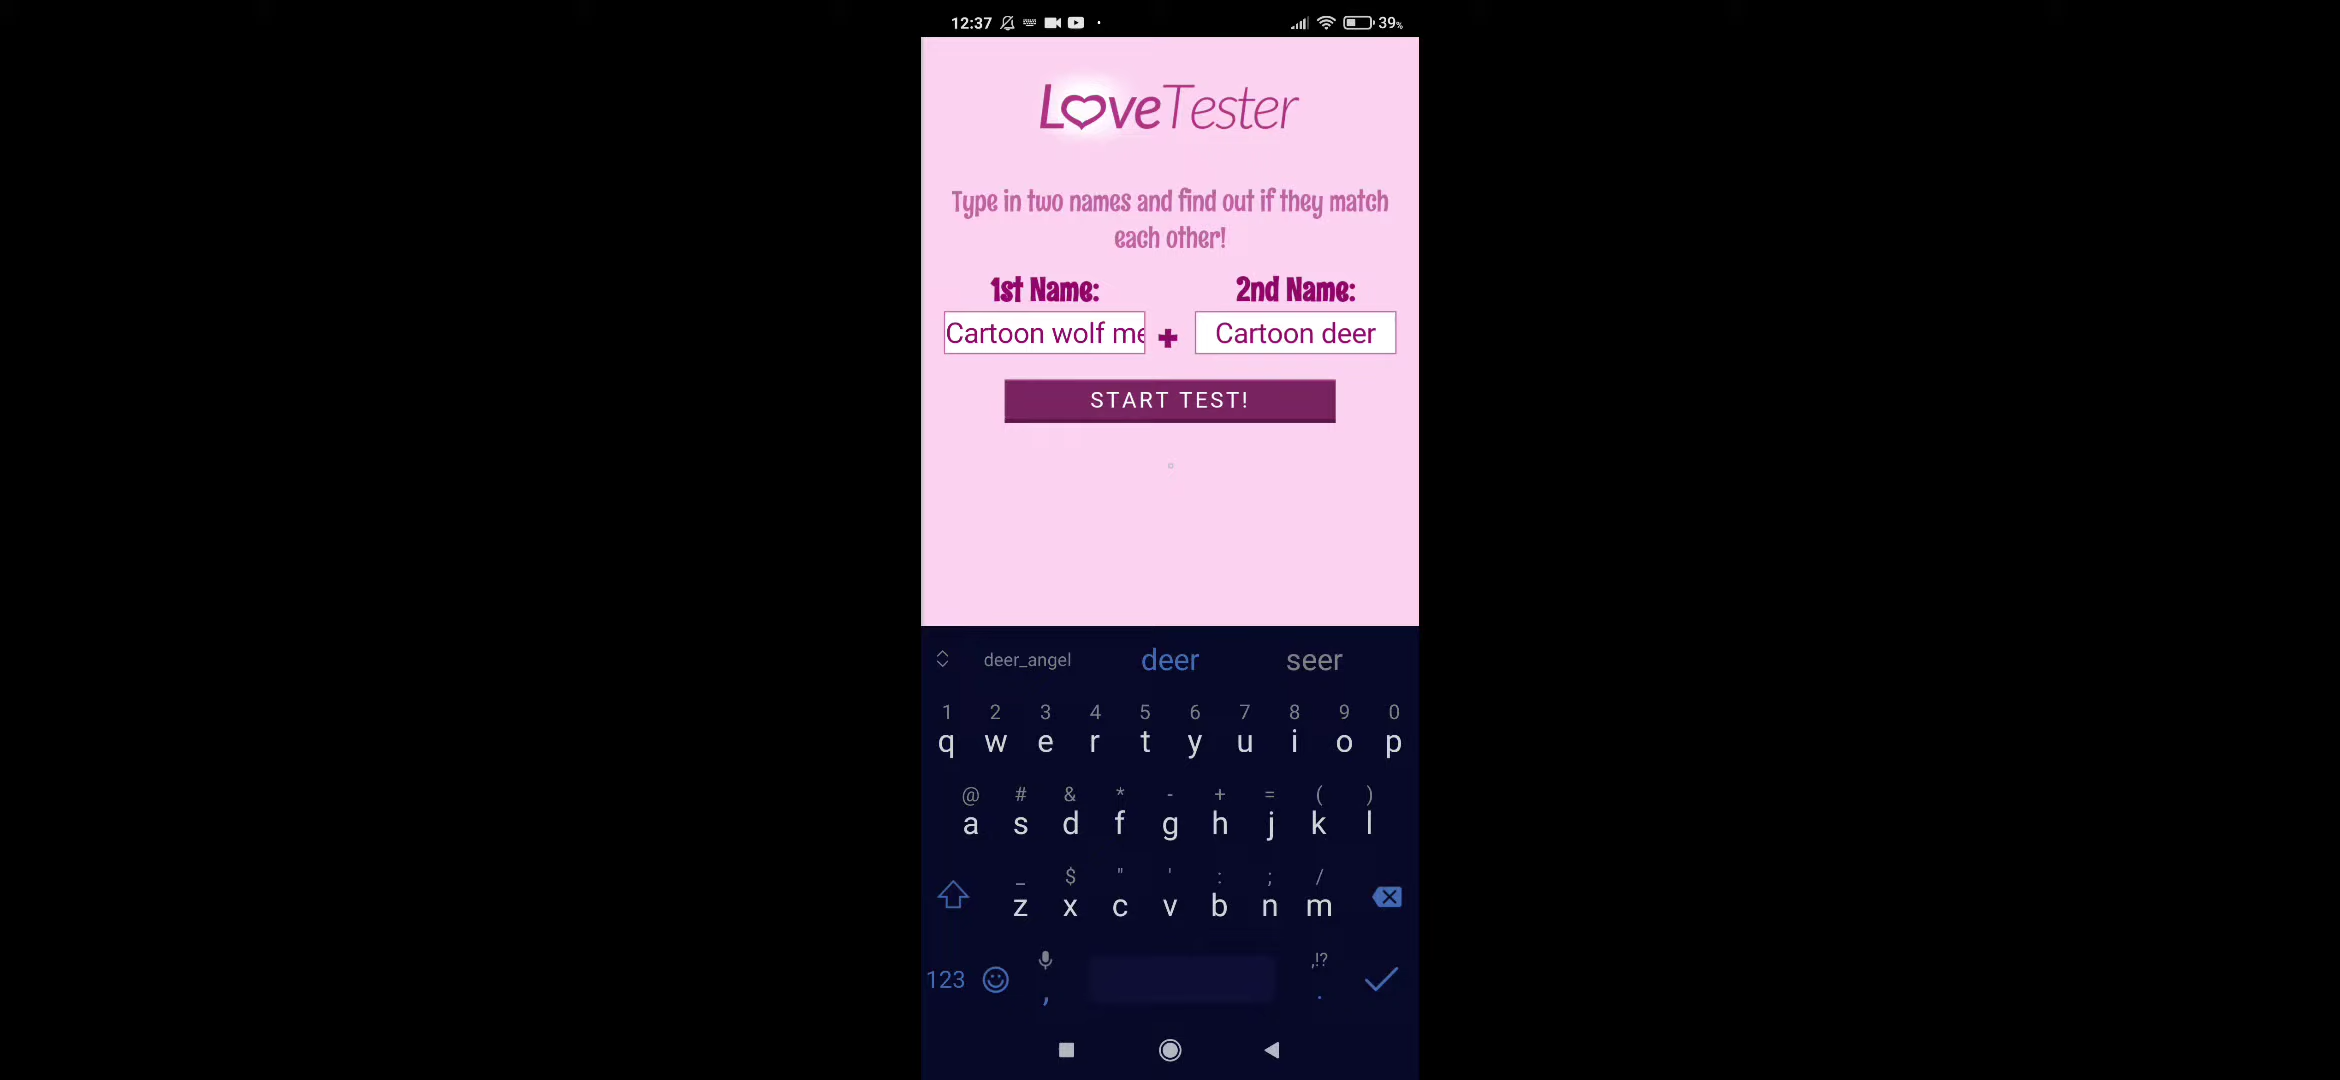 12:37 39%
LoveTester
Type in two names and find out if they match
each other!
1st Name: 2nd Name:
Cartoon wolf me + Cartoon deer
START TEST!
deer_angel deer seer
1 2 3 4 5 6 7 8 9 0
q w e r t y u i o p
@ # & * - + = ( )
a s d f g h j k l
_ $ " ' : ; /
z x c v b n m
,!?
123 , .